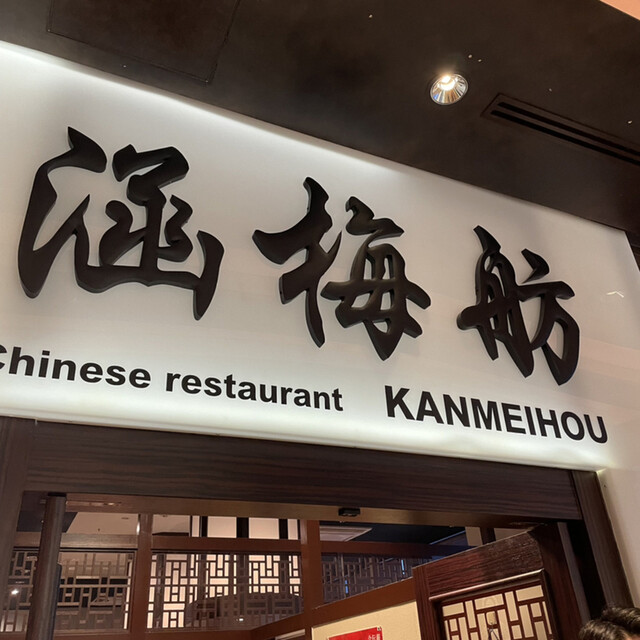 涵梅舫
Chinese restaurant KANMEIHOU